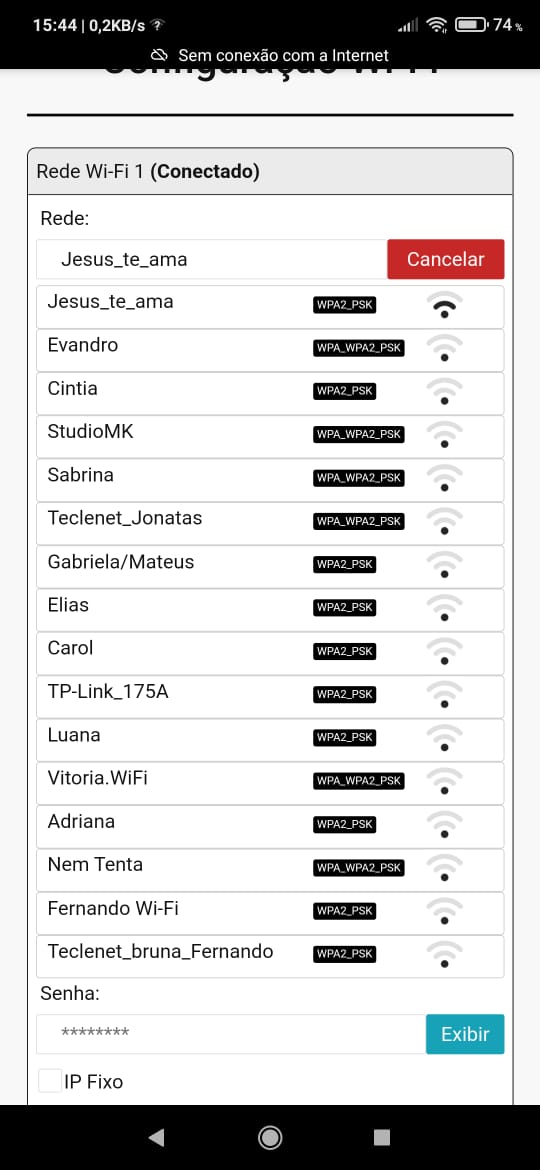 15:44 | 0,2KB/s
74 %
Sem conexão com a Internet
Configuração Wi-Fi
Rede Wi-Fi 1 (Conectado)
Rede:
Jesus_te_ama Cancelar
Jesus_te_ama WPA2_PSK
Evandro WPA_WPA2_PSK
Cintia WPA2_PSK
StudioMK WPA_WPA2_PSK
Sabrina WPA_WPA2_PSK
Teclenet_Jonatas WPA_WPA2_PSK
Gabriela/Mateus WPA2_PSK
Elias WPA2_PSK
Carol WPA2_PSK
TP-Link_175A WPA2_PSK
Luana WPA2_PSK
Vitoria.WiFi WPA_WPA2_PSK
Adriana WPA2_PSK
Nem Tenta WPA_WPA2_PSK
Fernando Wi-Fi WPA2_PSK
Teclenet_bruna_Fernando WPA2_PSK
Senha:
******** Exibir
IP Fixo